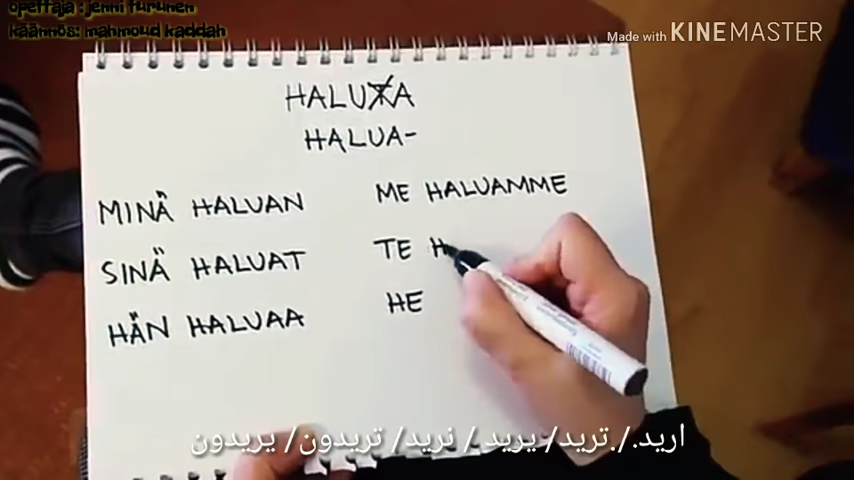 opettaja : jenni furunen
käännös: mahmoud kaddah
Made with KINEMASTER
HALUTA
HALUA-
MINÄ HALUAN
SINÄ HALUAT
HÄN HALUAA
ME HALUAMME
TE H
HE
اريد./.تريد/ يريد / نريد/ تريدون/ يريدون